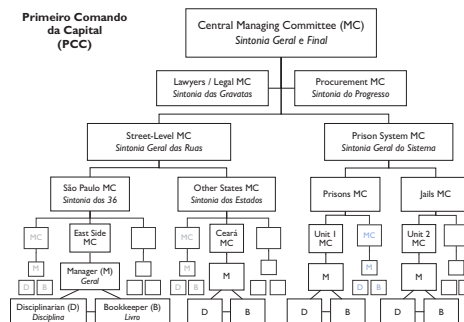 Primeiro Comando
da Capital
(PCC)
Central Managing Committee (MC)
Sintonia Geral e Final
Lawyers / Legal MC
Sintonia das Gravatas
Procurement MC
Sintonia do Progresso
Street-Level MC
Sintonia Geral das Ruas
Prison System MC
Sintonia Geral do Sistema
São Paulo MC
Sintonia dos 36
Other States MC
Sintonia dos Estados
Prisons MC
Jails MC
MC
East Side
MC
MC
Ceará
MC
Unit 1
MC
MC
Unit 2
MC
M
Manager (M)
Geral
M
M
M
M
M
D
B
D
B
D
B
Disciplinarian (D)
Disciplina
Bookkeeper (B)
Livro
D
B
D
B
D
B